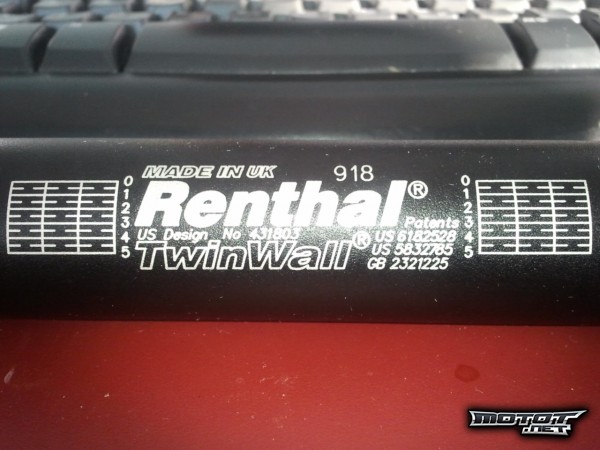 MADE IN UK 918
Renthal®
Patents
US Design No 431803 US 6182528
TwinWall® US 5832785
GB 2321225
0
1
2
3
4
5
0
1
2
3
4
5
MOTOT
.NET